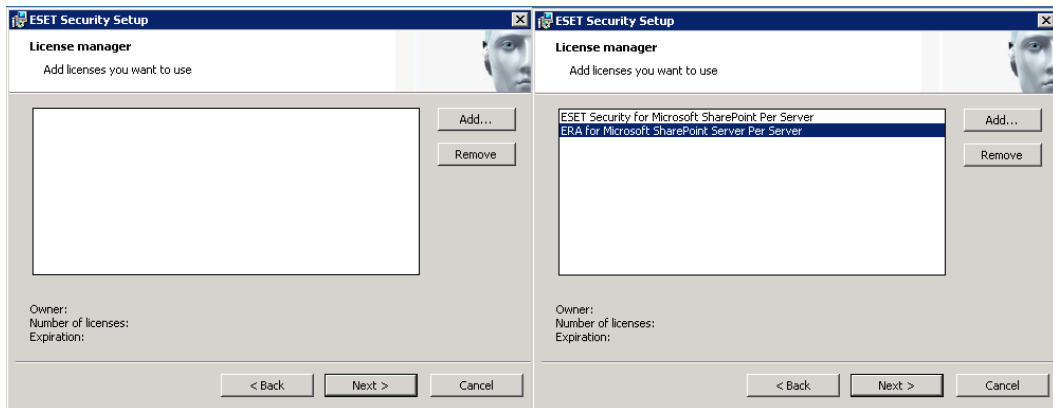 ESET Security Setup
License manager
Add licenses you want to use
Add...
Remove
Owner:
Number of licenses:
Expiration:
< Back
Next >
Cancel
ESET Security Setup
License manager
Add licenses you want to use
ESET Security for Microsoft SharePoint Per Server
ERA for Microsoft SharePoint Server Per Server
Add...
Remove
Owner:
Number of licenses:
Expiration:
< Back
Next >
Cancel